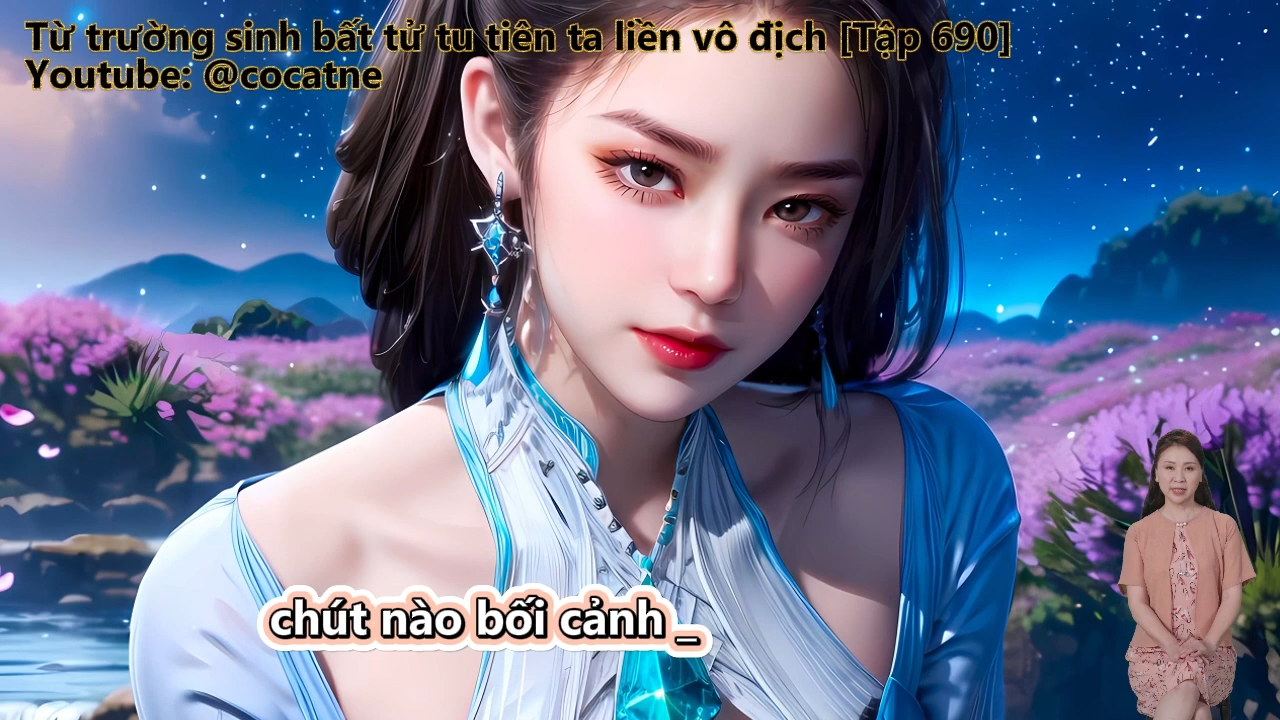 Từ trường sinh bất tử tu tiên ta liền vô địch [Tập 690]
Youtube: @cocatne
chút nào bối cảnh _